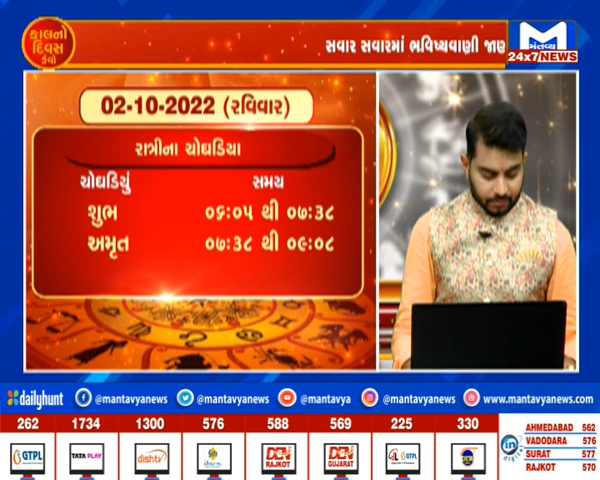 કાલનો
દિવસ
કેવો
સવાર સવારમાં ભવિષ્યવાણી જાણ
મંતવ્ય
24x7NEWS
02-10-2022 (રવિવાર)
રાત્રીના ચોઘડિયા
ચોઘડિયું સમય
શુભ ૦૬:૦૫ થી ૦૭:૩૮
અમૃત ૦૭:૩૮ થી ૦૯:૦૮
dailyhunt @mantavyanews @mantavyanews @mantavya @mantavyanews www.mantavyanews.com
262 1734 1300 576 588 569 225 330
GTPL TATA PLAY dishtv DEN RAJKOT DEN GUJARAT GTPL
in digital
AHMEDABAD 562
VADODARA 576
SURAT 577
RAJKOT 570